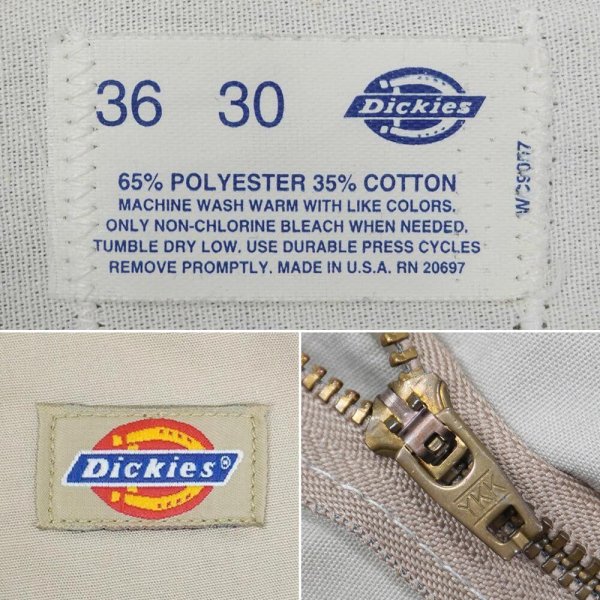 36 30
Dickies
65% POLYESTER 35% COTTON
MACHINE WASH WARM WITH LIKE COLORS.
ONLY NON-CHLORINE BLEACH WHEN NEEDED.
TUMBLE DRY LOW. USE DURABLE PRESS CYCLES
REMOVE PROMPTLY. MADE IN U.S.A. RN 20697
Dickies®
YKK